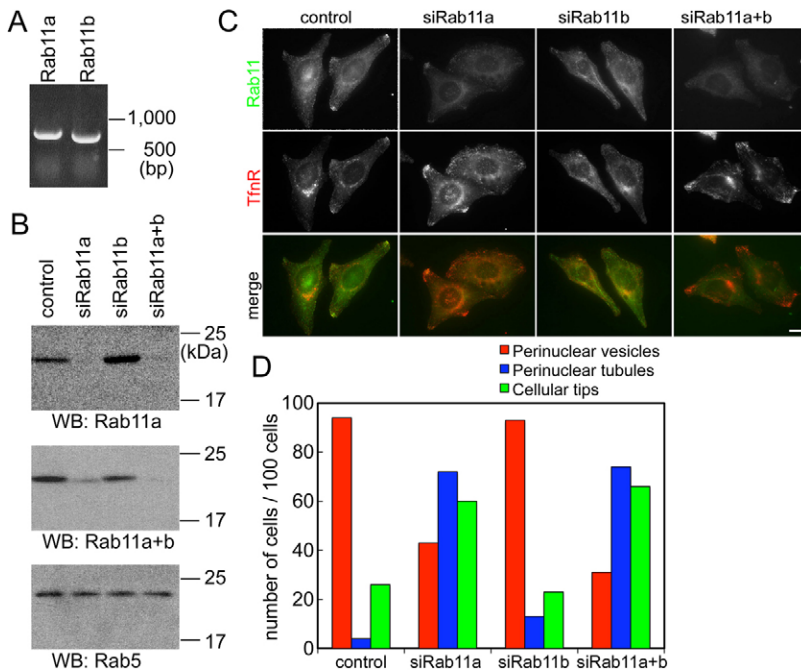 A
Rab11a
Rab11b
1,000
500
(bp)
B
control
siRab11a
siRab11b
siRab11a+b
25
(kDa)
17
WB: Rab11a
25
17
WB: Rab11a+b
25
17
WB: Rab5
C
control
siRab11a
siRab11b
siRab11a+b
Rab11
TfnR
merge
D
Perinuclear vesicles
Perinuclear tubules
Cellular tips
number of cells / 100 cells
100
80
60
40
20
0
control
siRab11a
siRab11b
siRab11a+b